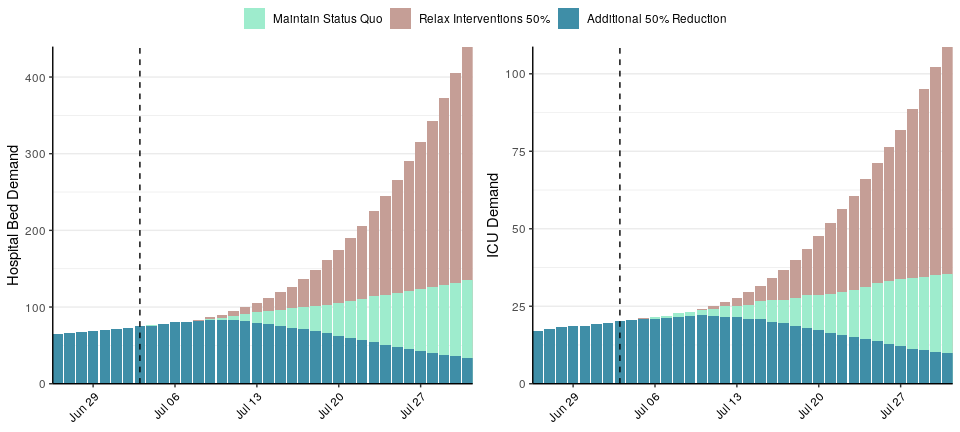 Maintain Status Quo Relax Interventions 50% Additional 50% Reduction
Hospital Bed Demand
400
300
200
100
0
Jun 29 Jul 06 Jul 13 Jul 20 Jul 27
ICU Demand
100
75
50
25
0
Jun 29 Jul 06 Jul 13 Jul 20 Jul 27